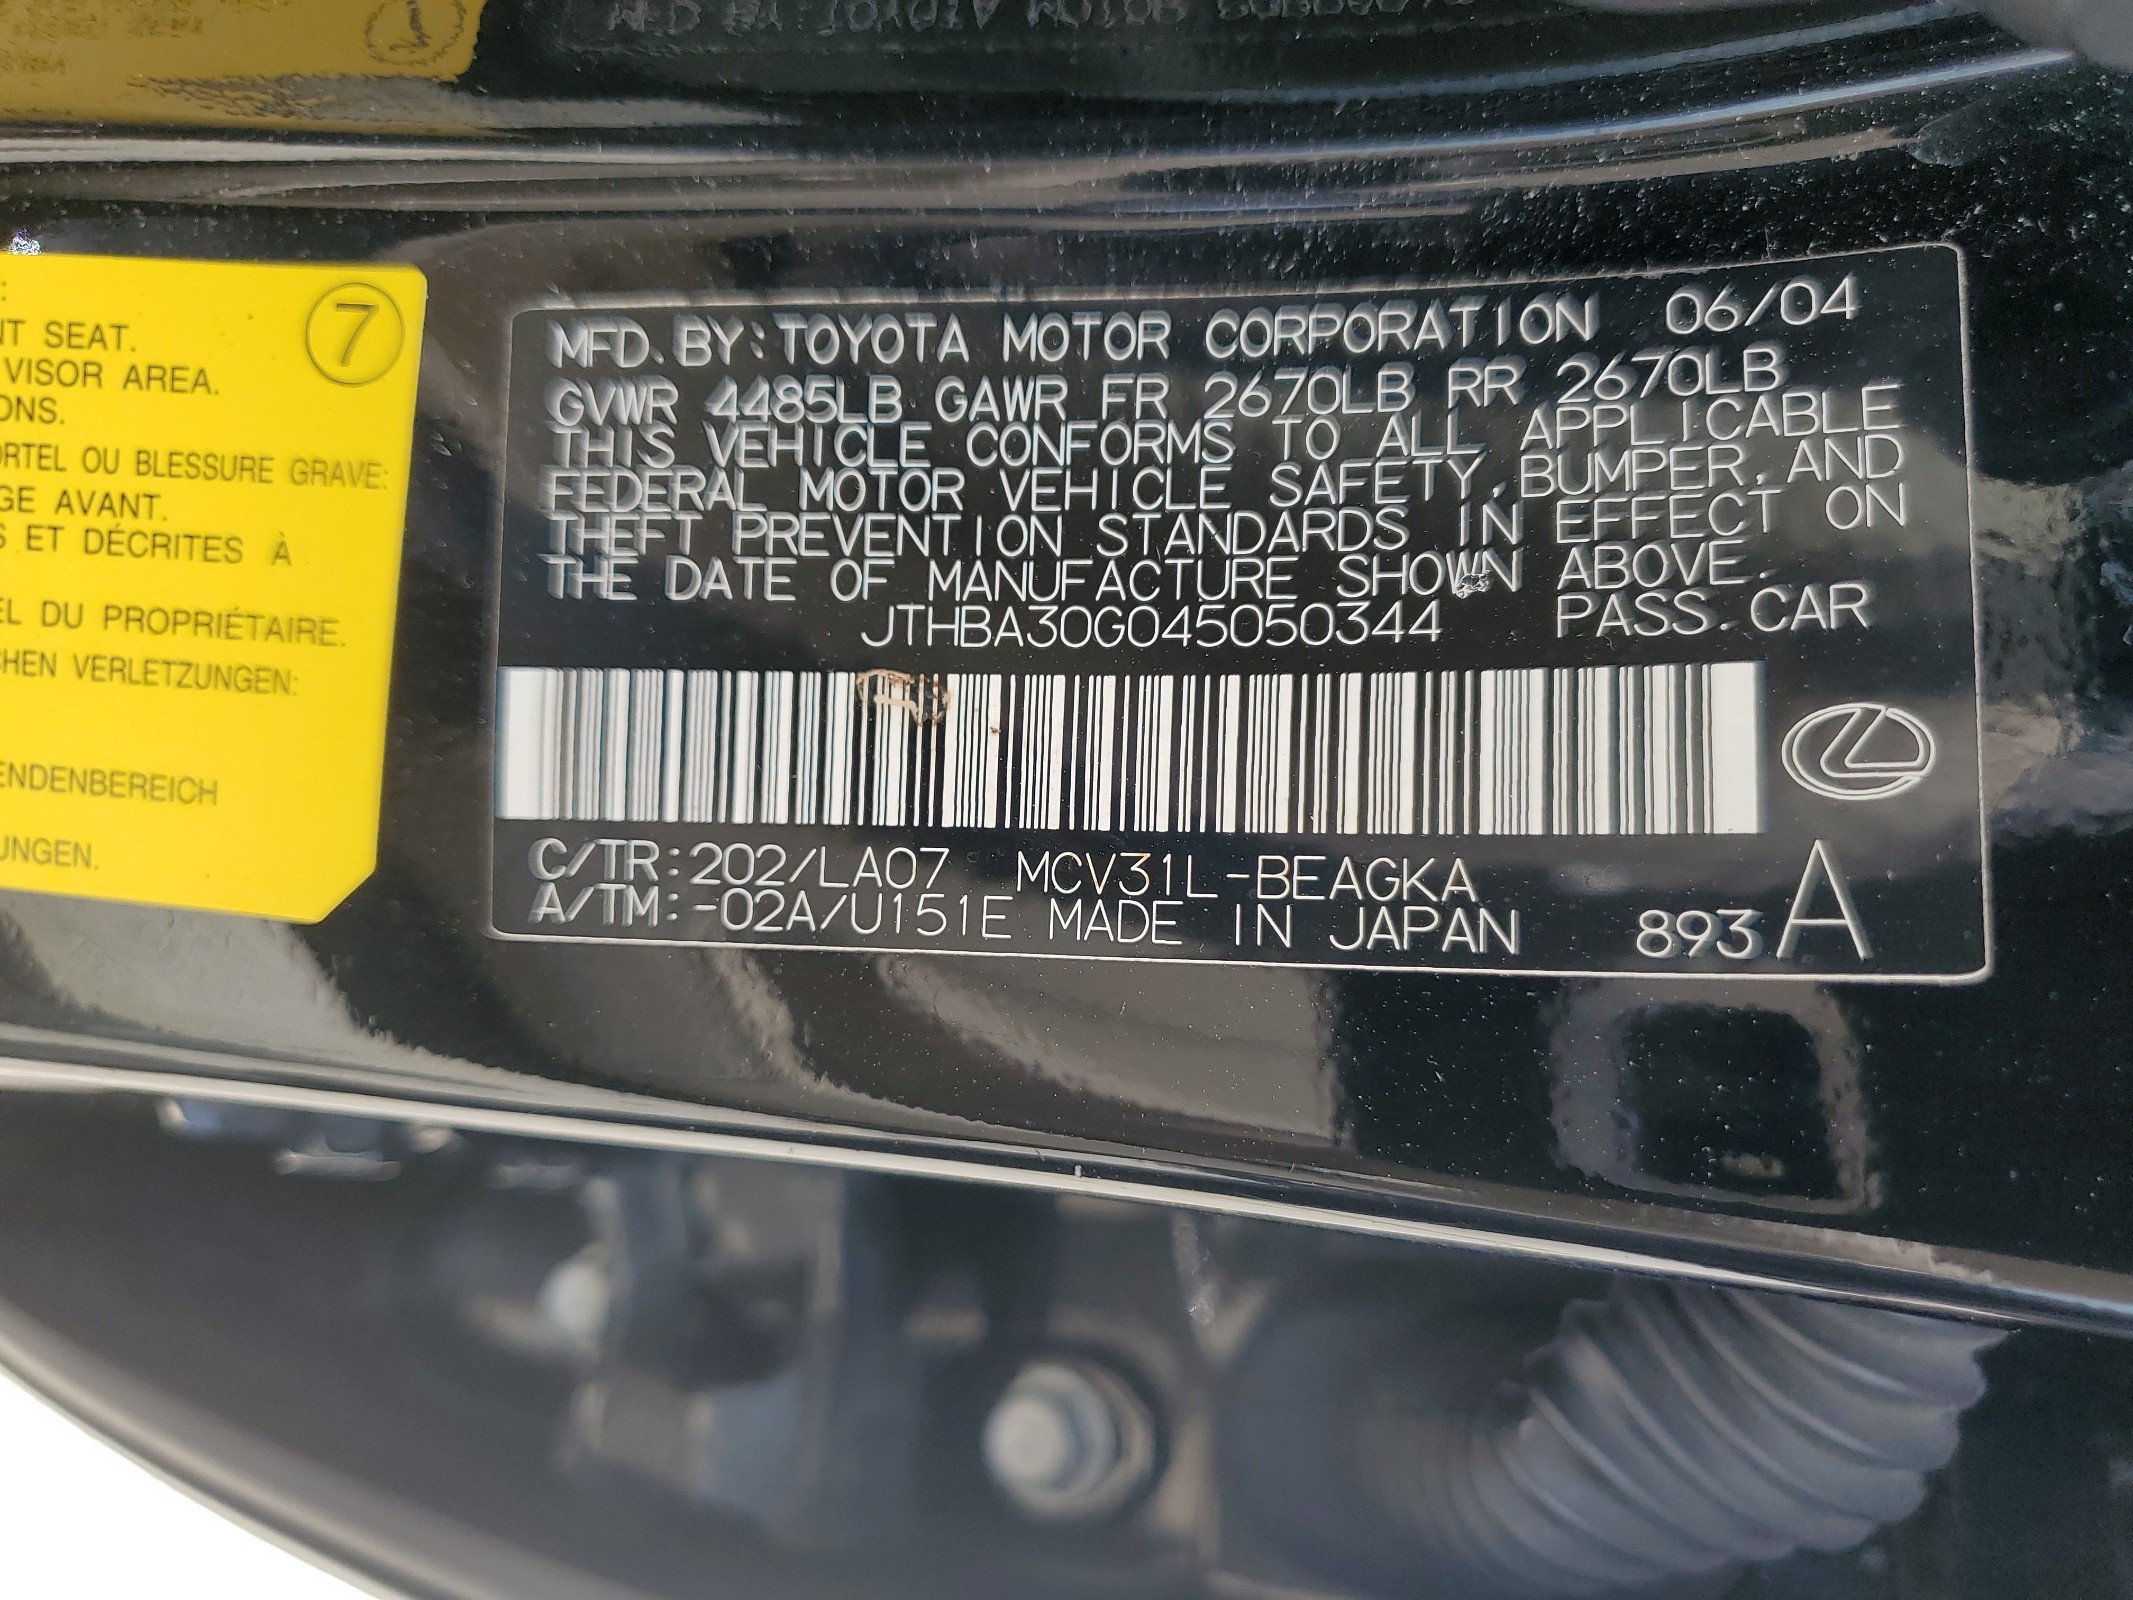 NT SEAT.
VISOR AREA.
ONS.
RTEL OU BLESSURE GRAVE:
GE AVANT.
S ET DÉCRITES À
EL DU PROPRIÉTAIRE.
CHEN VERLETZUNGEN:
ENDENBEREICH
UNGEN.
7
MFD. BY: TOYOTA MOTOR CORPORATION 06/04
GVWR 4485LB GAWR FR 2670LB RR 2670LB
THIS VEHICLE CONFORMS TO ALL APPLICABLE
FEDERAL MOTOR VEHICLE SAFETY, BUMPER, AND
THEFT PREVENTION STANDARDS IN EFFECT ON
THE DATE OF MANUFACTURE SHOWN ABOVE.
JTHBA30G045050344 PASS. CAR
C/TR: 202/LA07 MCV31L-BEAGKA
A/TM: -02A/U151E MADE IN JAPAN 893 A